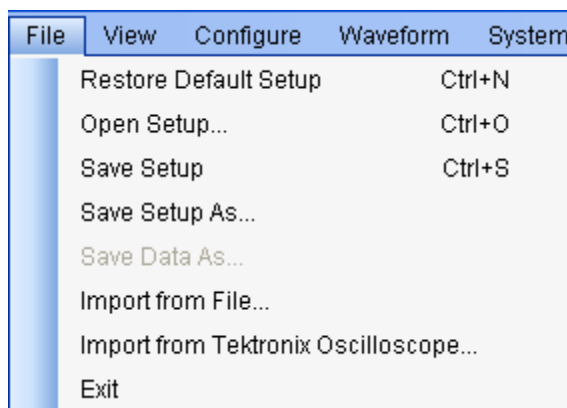 File View Configure Waveform System
Restore Default Setup Ctrl+N
Open Setup... Ctrl+O
Save Setup Ctrl+S
Save Setup As...
Save Data As...
Import from File...
Import from Tektronix Oscilloscope...
Exit